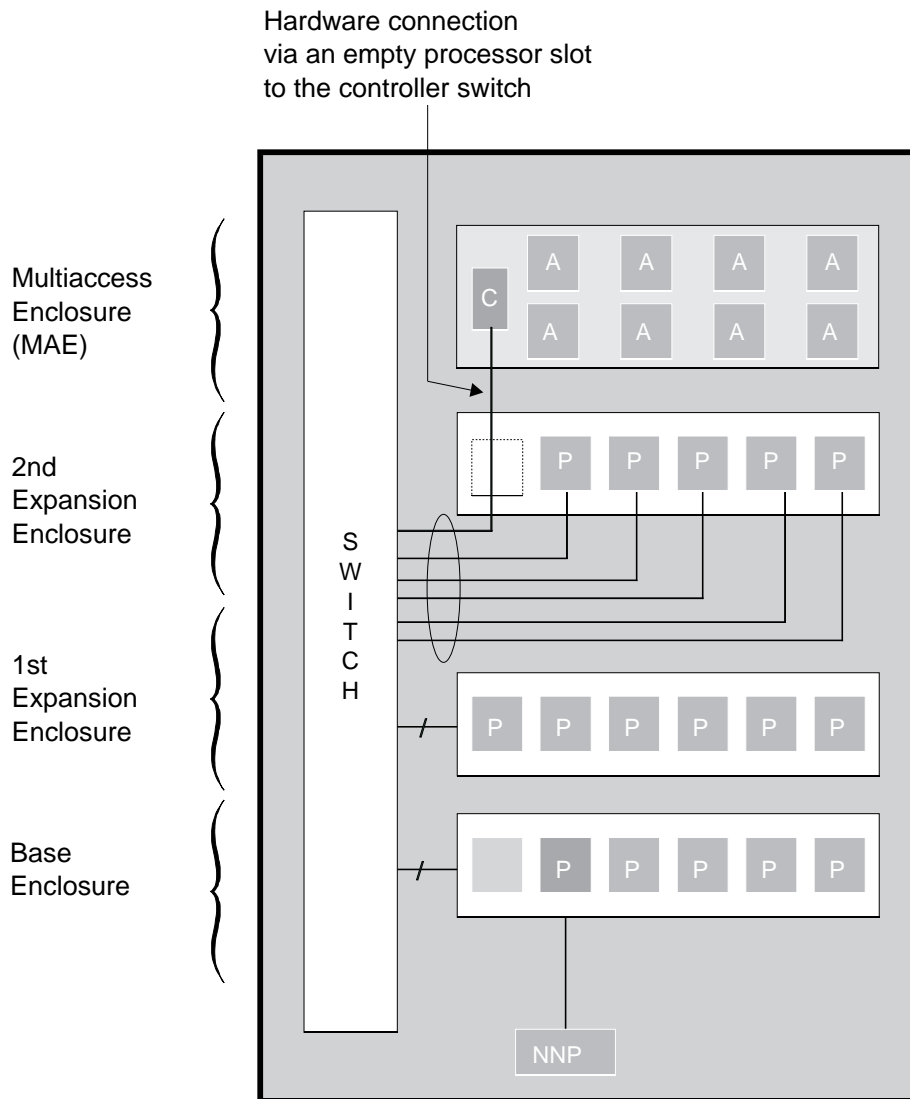 Hardware connection
via an empty processor slot
to the controller switch
Multiaccess
Enclosure
(MAE)
A A A A
C
A A A A
2nd
Expansion
Enclosure
P P P P P
S
W
I
T
C
H
1st
Expansion
Enclosure
P P P P P P
Base
Enclosure
P P P P P
NNP